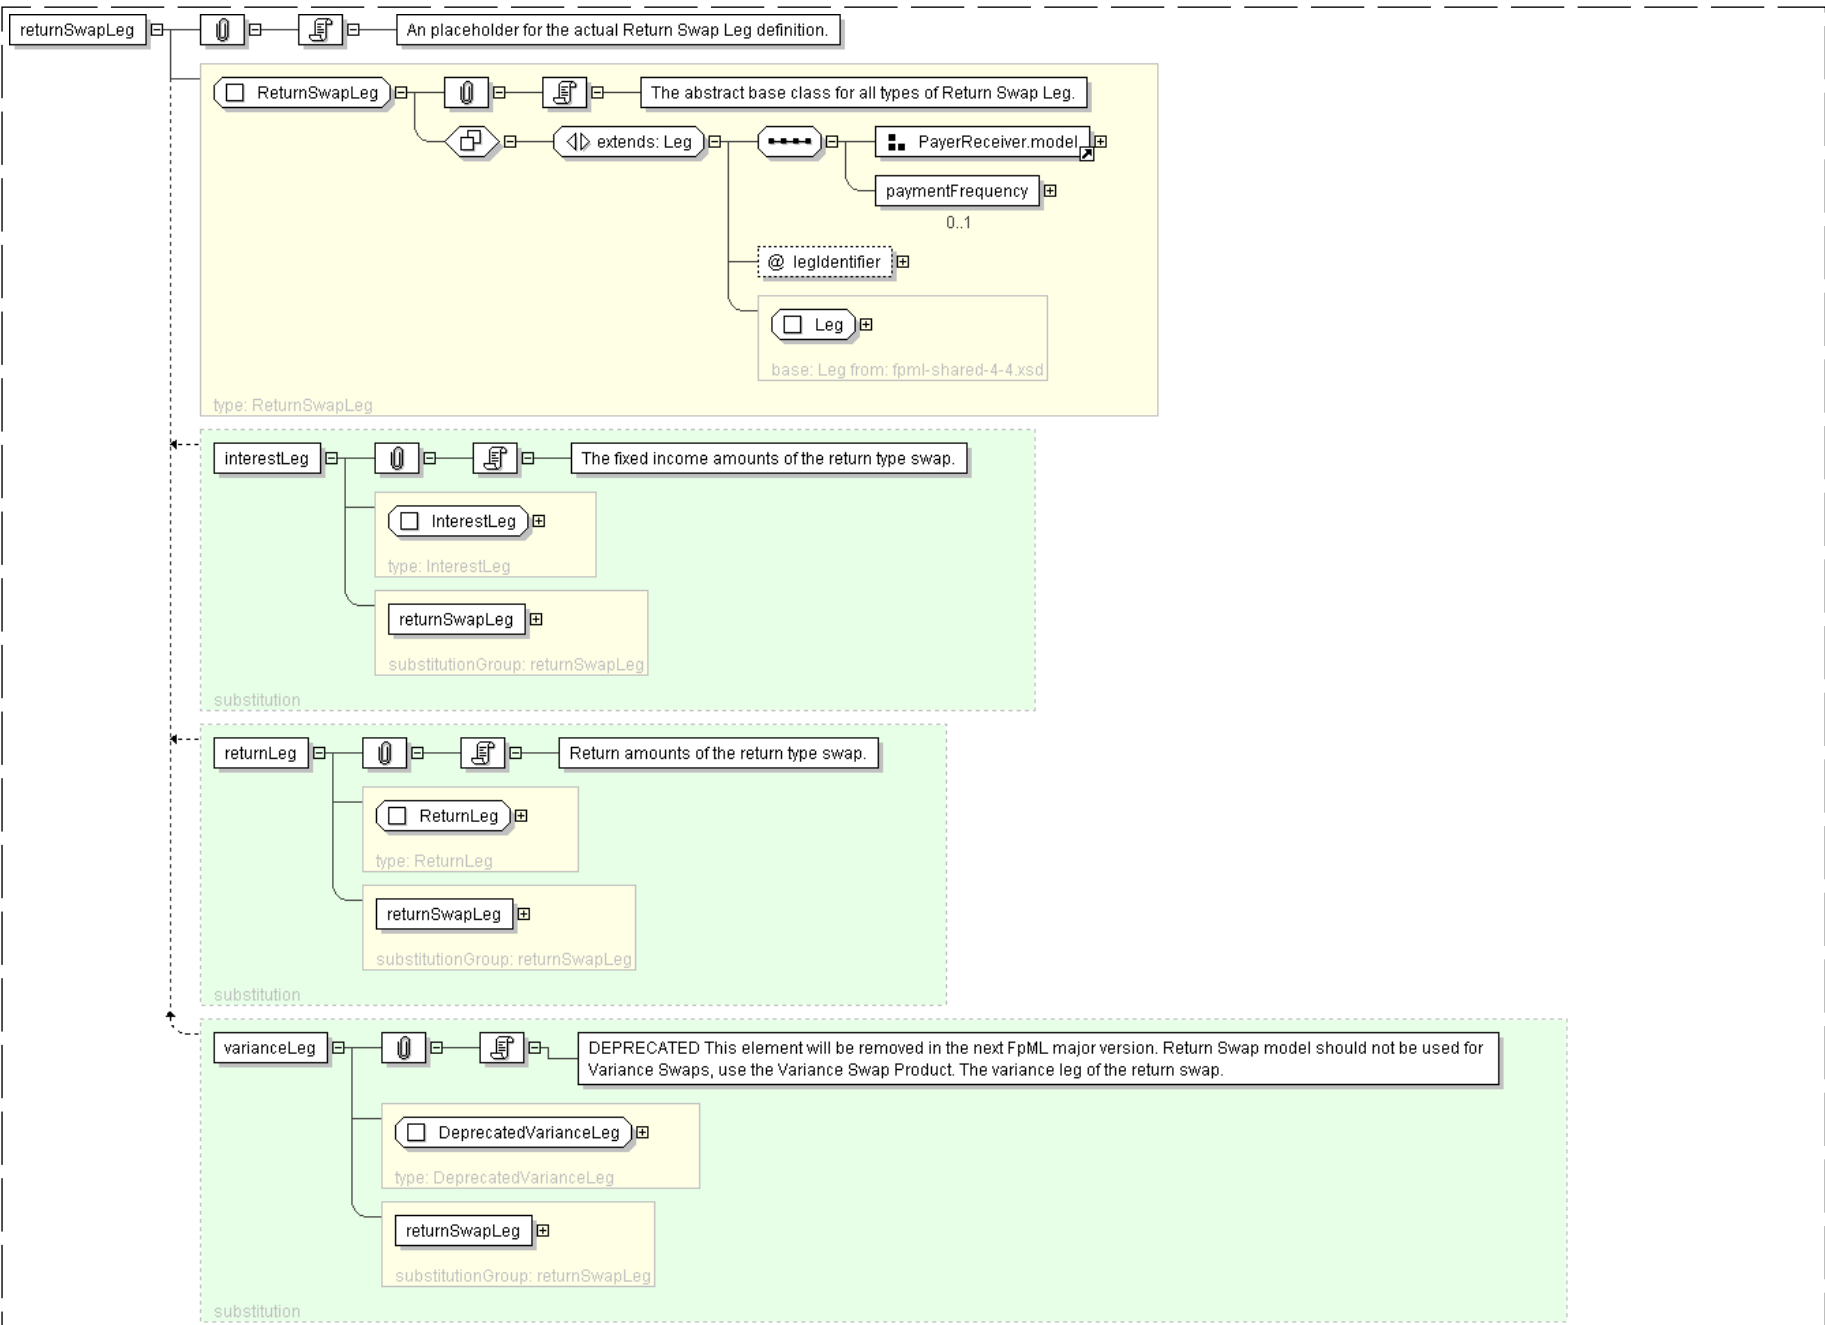 returnSwapLeg
An placeholder for the actual Return Swap Leg definition.
ReturnSwapLeg
The abstract base class for all types of Return Swap Leg.
extends: Leg
PayerReceiver.model
paymentFrequency
0..1
@ legIdentifier
Leg
base: Leg from: fpml-shared-4-4.xsd
type: ReturnSwapLeg
interestLeg
The fixed income amounts of the return type swap.
InterestLeg
type: InterestLeg
returnSwapLeg
substitutionGroup: returnSwapLeg
substitution
returnLeg
Return amounts of the return type swap.
ReturnLeg
type: ReturnLeg
returnSwapLeg
substitutionGroup: returnSwapLeg
substitution
varianceLeg
DEPRECATED This element will be removed in the next FpML major version. Return Swap model should not be used for
Variance Swaps, use the Variance Swap Product. The variance leg of the return swap.
DeprecatedVarianceLeg
type: DeprecatedVarianceLeg
returnSwapLeg
substitutionGroup: returnSwapLeg
substitution